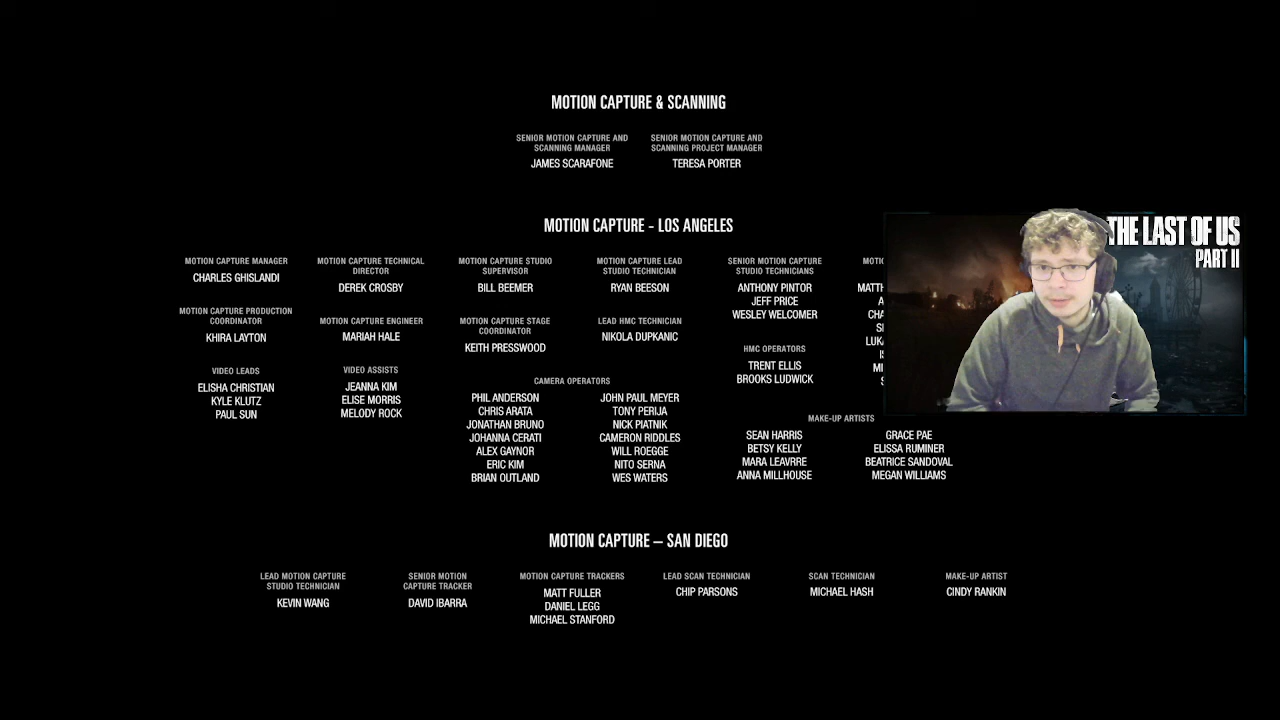 MOTION CAPTURE & SCANNING
SENIOR MOTION CAPTURE AND
SCANNING MANAGER
JAMES SCARAFONE
SENIOR MOTION CAPTURE AND
SCANNING PROJECT MANAGER
TERESA PORTER
MOTION CAPTURE - LOS ANGELES
MOTION CAPTURE MANAGER
CHARLES GHISLANDI
MOTION CAPTURE TECHNICAL
DIRECTOR
DEREK CROSBY
MOTION CAPTURE STUDIO
SUPERVISOR
BILL BEEMER
MOTION CAPTURE LEAD
STUDIO TECHNICIAN
RYAN BEESON
SENIOR MOTION CAPTURE
STUDIO TECHNICIANS
ANTHONY PINTOR
JEFF PRICE
WESLEY WELCOMER
MOTION CAPTURE PRODUCTION
COORDINATOR
KHIRA LAYTON
MOTION CAPTURE ENGINEER
MARIAH HALE
MOTION CAPTURE STAGE
COORDINATOR
KEITH PRESSWOOD
LEAD HMC TECHNICIAN
NIKOLA DUPKANIC
HMC OPERATORS
TRENT ELLIS
BROOKS LUDWICK
VIDEO LEADS
ELISHA CHRISTIAN
KYLE KLUTZ
PAUL SUN
VIDEO ASSISTS
JEANNA KIM
ELISE MORRIS
MELODY ROCK
CAMERA OPERATORS
PHIL ANDERSON
CHRIS ARATA
JONATHAN BRUNO
JOHANNA CERATI
ALEX GAYNOR
ERIC KIM
BRIAN OUTLAND
JOHN PAUL MEYER
TONY PERIJA
NICK PIATNIK
CAMERON RIDDLES
WILL ROEGGE
NITO SERNA
WES WATERS
MAKE-UP ARTISTS
SEAN HARRIS
BETSY KELLY
MARA LEAVRRE
ANNA MILLHOUSE
GRACE PAE
ELISSA RUMINER
BEATRICE SANDOVAL
MEGAN WILLIAMS
THE LAST OF US
PART II
MOTION CAPTURE – SAN DIEGO
LEAD MOTION CAPTURE
STUDIO TECHNICIAN
KEVIN WANG
SENIOR MOTION
CAPTURE TRACKER
DAVID IBARRA
MOTION CAPTURE TRACKERS
MATT FULLER
DANIEL LEGG
MICHAEL STANFORD
LEAD SCAN TECHNICIAN
CHIP PARSONS
SCAN TECHNICIAN
MICHAEL HASH
MAKE-UP ARTIST
CINDY RANKIN